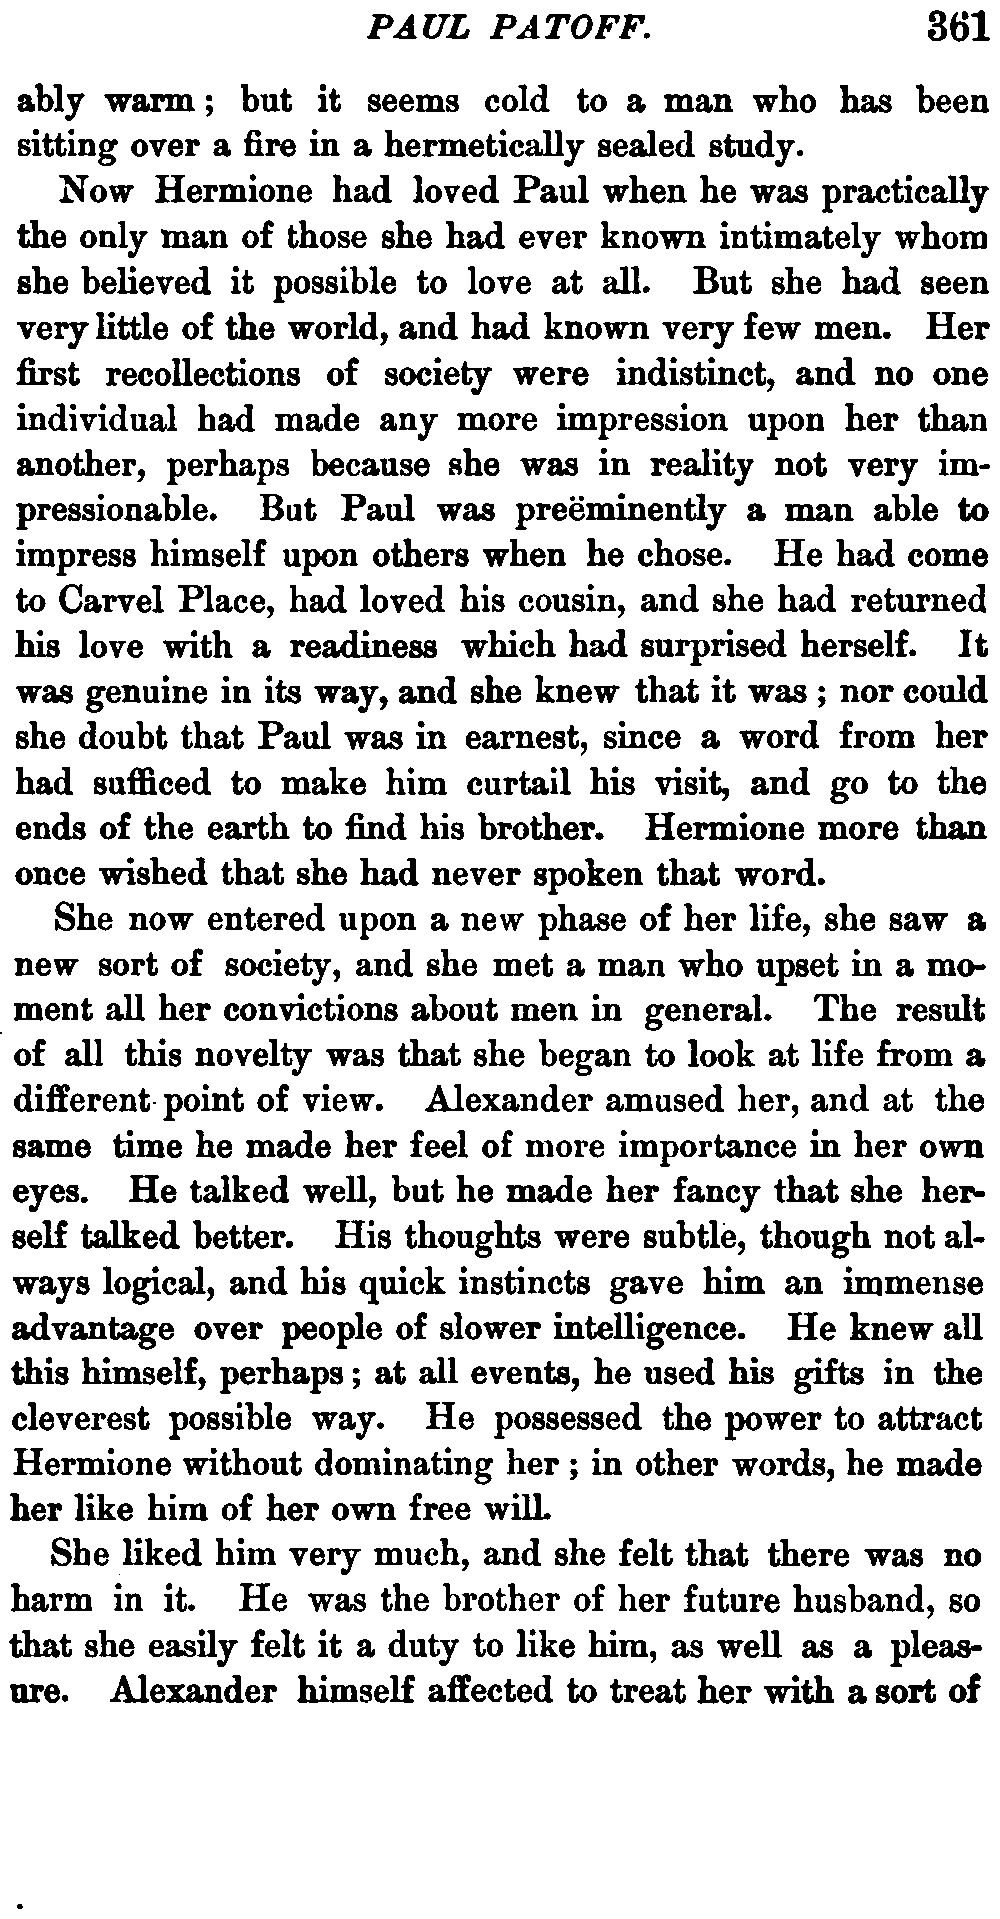 PAUL PATOFF. 361
ably warm; but it seems cold to a man who has been
sitting over a fire in a hermetically sealed study.
Now Hermione had loved Paul when he was practically
the only man of those she had ever known intimately whom
she believed it possible to love at all. But she had seen
very little of the world, and had known very few men. Her
first recollections of society were indistinct, and no one
individual had made any more impression upon her than
another, perhaps because she was in reality not very im-
pressionable. But Paul was preëminently a man able to
impress himself upon others when he chose. He had come
to Carvel Place, had loved his cousin, and she had returned
his love with a readiness which had surprised herself. It
was genuine in its way, and she knew that it was; nor could
she doubt that Paul was in earnest, since a word from her
had sufficed to make him curtail his visit, and go to the
ends of the earth to find his brother. Hermione more than
once wished that she had never spoken that word.
She now entered upon a new phase of her life, she saw a
new sort of society, and she met a man who upset in a mo-
ment all her convictions about men in general. The result
of all this novelty was that she began to look at life from a
different point of view. Alexander amused her, and at the
same time he made her feel of more importance in her own
eyes. He talked well, but he made her fancy that she her-
self talked better. His thoughts were subtle, though not al-
ways logical, and his quick instincts gave him an immense
advantage over people of slower intelligence. He knew all
this himself, perhaps; at all events, he used his gifts in the
cleverest possible way. He possessed the power to attract
Hermione without dominating her; in other words, he made
her like him of her own free will.
She liked him very much, and she felt that there was no
harm in it. He was the brother of her future husband, so
that she easily felt it a duty to like him, as well as a pleas-
ure. Alexander himself affected to treat her with a sort of